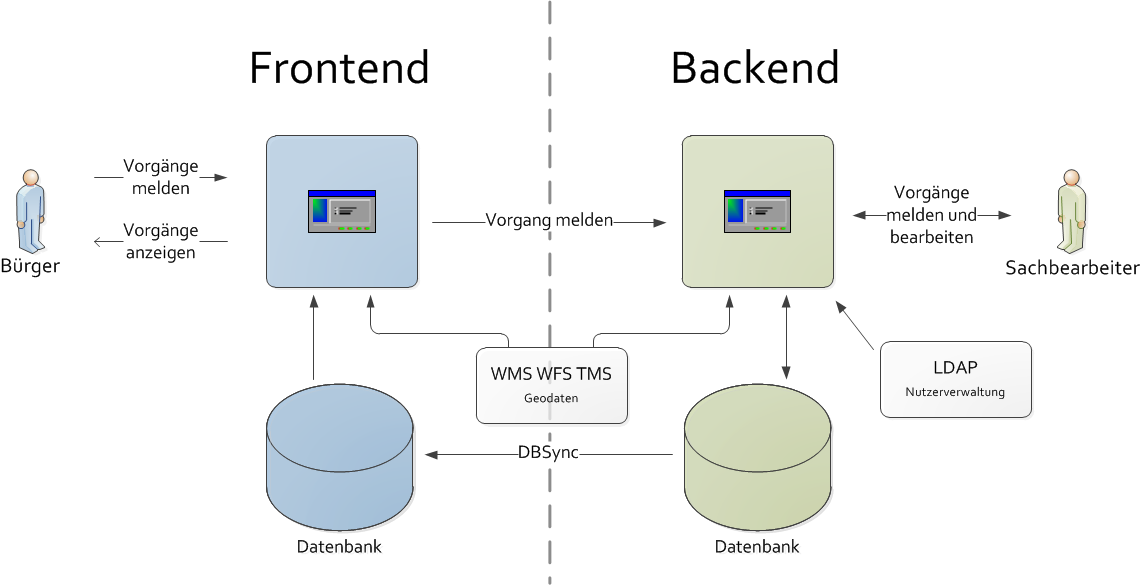 Frontend
Backend
Vorgänge
melden
Vorgänge
anzeigen
Bürger
Vorgang melden
Vorgänge
melden und
bearbeiten
Sachbearbeiter
WMS WFS TMS
Geodaten
LDAP
Nutzerverwaltung
DBSync
Datenbank
Datenbank